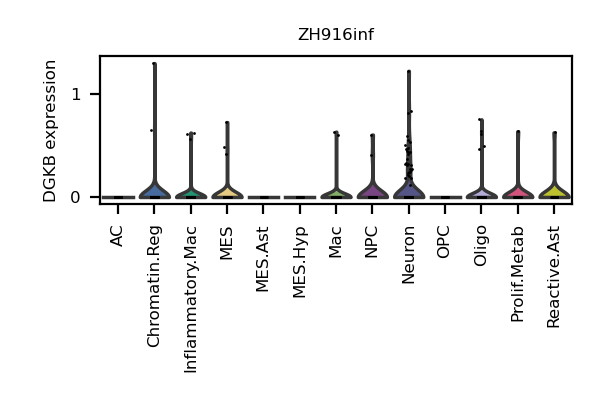 ZH916inf
DGKB expression
1
0
AC
Chromatin.Reg
Inflammatory.Mac
MES
MES.Ast
MES.Hyp
Mac
NPC
Neuron
OPC
Oligo
Prolif.Metab
Reactive.Ast